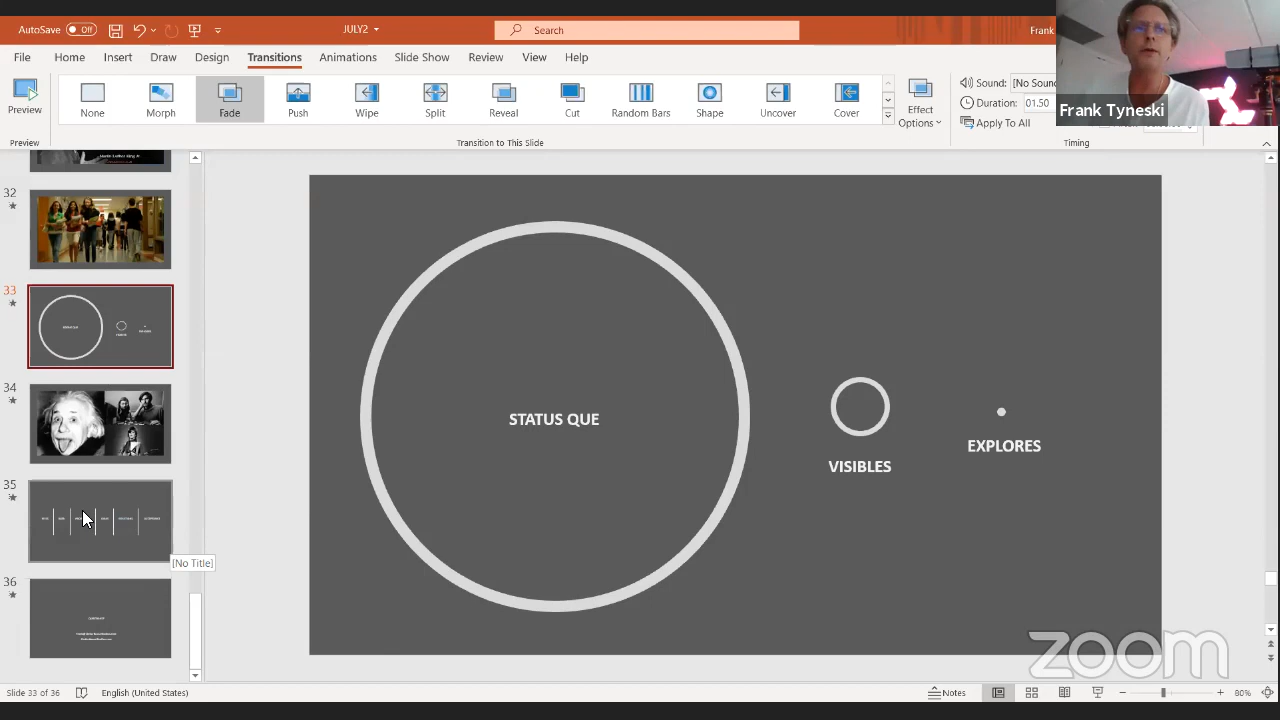 AutoSave Off JULY2 Search Frank
File Home Insert Draw Design Transitions Animations Slide Show Review View Help
Preview None Morph Fade Push Wipe Split Reveal Cut Random Bars Shape Uncover Cover Effect Options
Sound: [No Soun
Duration: 01.50
Apply To All
Preview Transition to This Slide Timing
Frank Tyneski
32
33
34
35
36
[No Title]
STATUS QUE
VISIBLES
EXPLORES
zoom
Slide 33 of 36 English (United States) Notes 80%